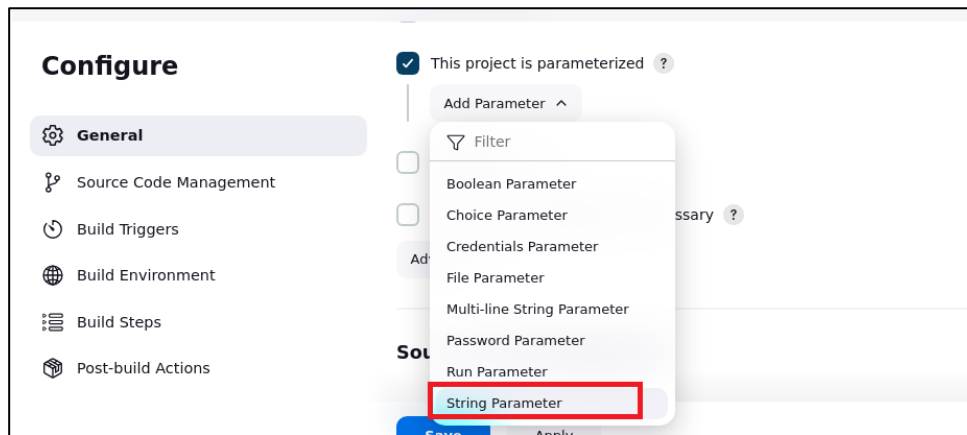 Configure
General
Source Code Management
Build Triggers
Build Environment
Build Steps
Post-build Actions
This project is parameterized ?
Add Parameter
Filter
Boolean Parameter
Choice Parameter
Credentials Parameter
File Parameter
Multi-line String Parameter
Password Parameter
Run Parameter
String Parameter
?
Save
Apply